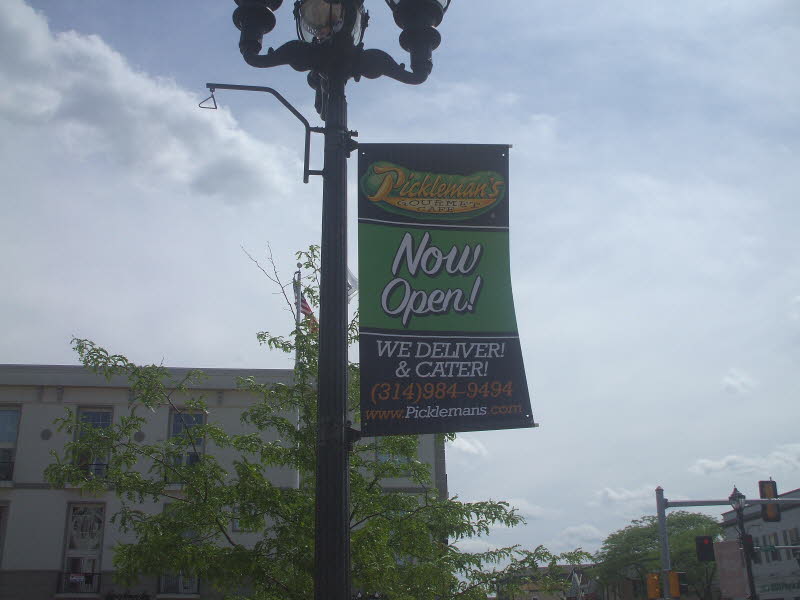 Pickleman's
GOURMET
CAFE
Now
Open!
WE DELIVER!
& CATER!
(314)984-9494
www.Picklemans.com